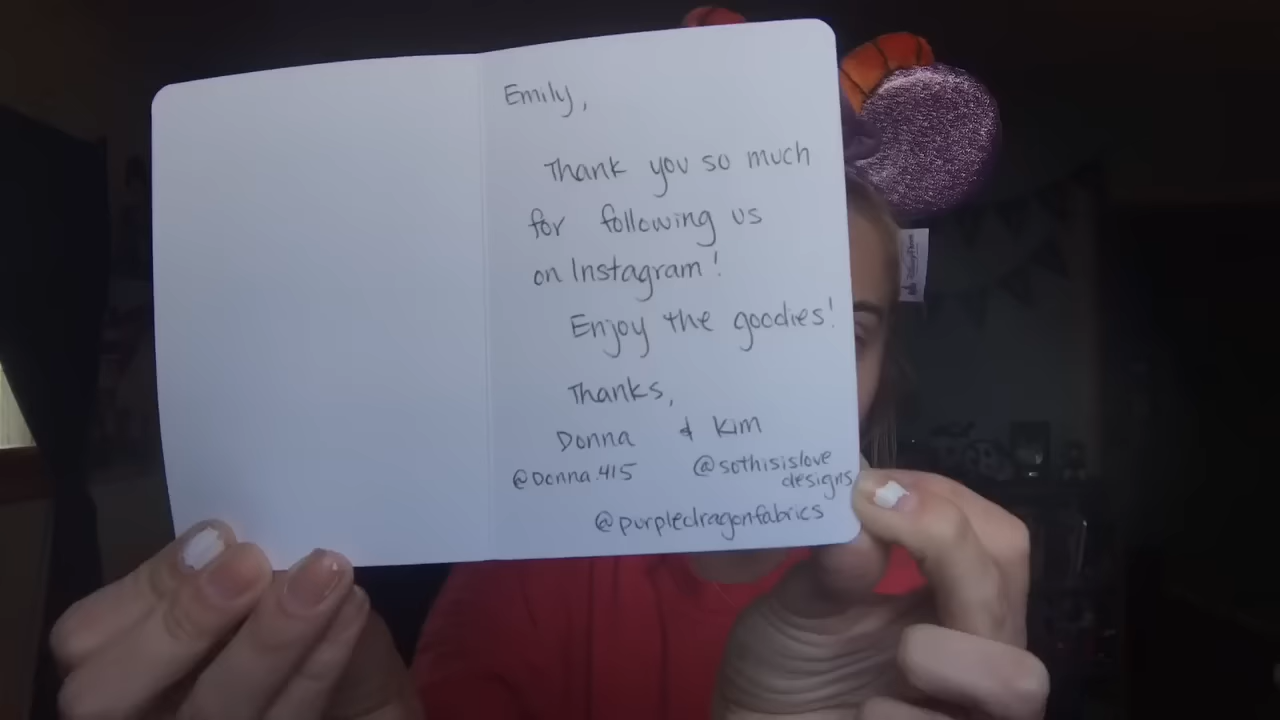 Emily,
Thank you so much
for following us
on Instagram!
Enjoy the goodies!
Thanks,
Donna & Kim
@Donna.415 @sothisislove
designs
@purpledragonfabrics